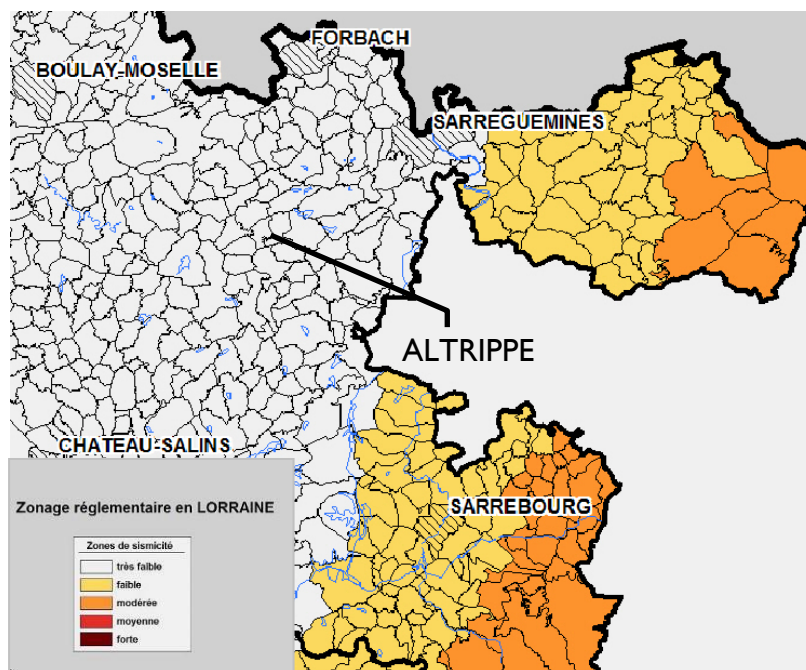 FORBACH
BOULAY-MOSELLE
SARREGUEMINES
ALTRIPPE
CHATEAU-SALINS
SARREBOURG
Zonage réglementaire en LORRAINE
Zones de sismicité
très faible
faible
modérée
moyenne
forte